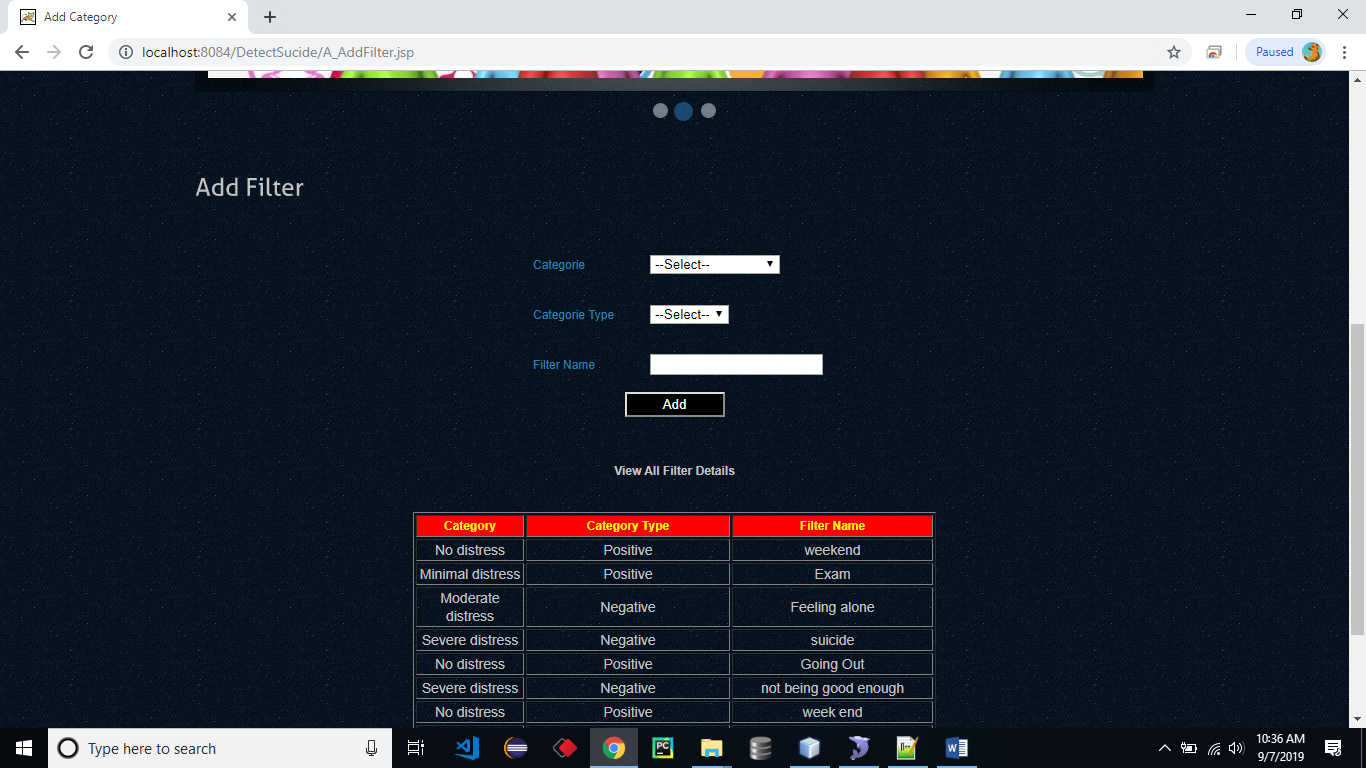 Add Category
localhost:8084/DetectSucide/A_AddFilter.jsp
Paused
Add Filter
Categorie
--Select--
Categorie Type
--Select--
Filter Name
Add
View All Filter Details
Category Category Type Filter Name
No distress Positive weekend
Minimal distress Positive Exam
Moderate distress Negative Feeling alone
Severe distress Negative suicide
No distress Positive Going Out
Severe distress Negative not being good enough
No distress Positive week end
Type here to search
PC
10:36 AM
9/7/2019